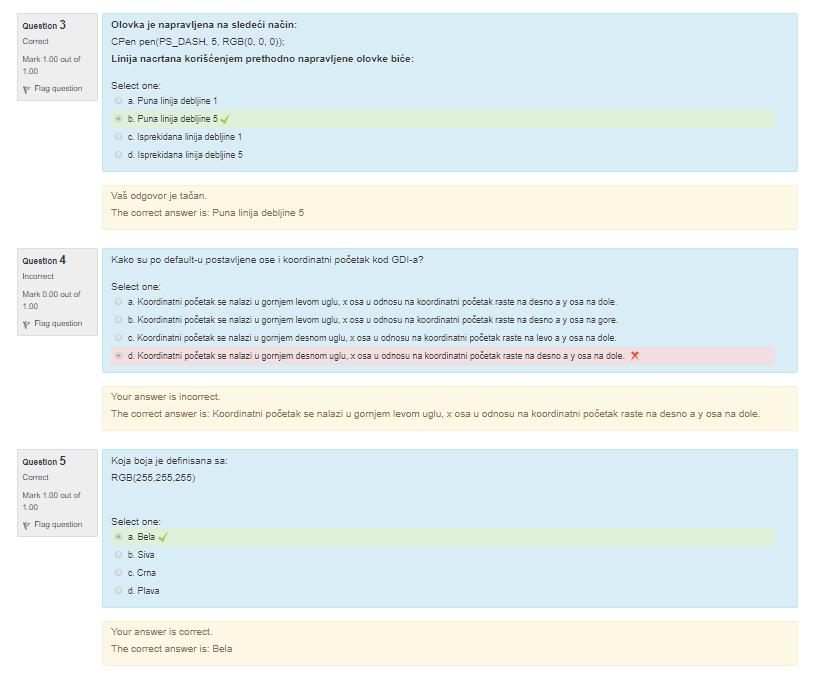 Question 3
Correct
Mark 1.00 out of
1.00
Flag question
Olovka je napravljena na sledeći način:
CPen pen(PS_DASH, 5, RGB(0, 0, 0));
Linija nacrtana korišćenjem prethodno napravljene olovke biće:
Select one:
a. Puna linija debljine 1
b. Puna linija debljine 5
c. Isprekidana linija debljine 1
d. Isprekidana linija debljine 5
Vaš odgovor je tačan.
The correct answer is: Puna linija debljine 5
Question 4
Incorrect
Mark 0.00 out of
1.00
Flag question
Kako su po default-u postavljene ose i koordinatni početak kod GDI-a?
Select one:
a. Koordinatni početak se nalazi u gornjem levom uglu, x osa u odnosu na koordinatni početak raste na desno a y osa na dole.
b. Koordinatni početak se nalazi u gornjem levom uglu, x osa u odnosu na koordinatni početak raste na desno a y osa na gore.
c. Koordinatni početak se nalazi u gornjem desnom uglu, x osa u odnosu na koordinatni početak raste na levo a y osa na dole.
d. Koordinatni početak se nalazi u gornjem desnom uglu, x osa u odnosu na koordinatni početak raste na desno a y osa na dole.
Your answer is incorrect.
The correct answer is: Koordinatni početak se nalazi u gornjem levom uglu, x osa u odnosu na koordinatni početak raste na desno a y osa na dole.
Question 5
Correct
Mark 1.00 out of
1.00
Flag question
Koja boja je definisana sa:
RGB(255,255,255)
Select one:
a. Bela
b. Siva
c. Crna
d. Plava
Your answer is correct.
The correct answer is: Bela